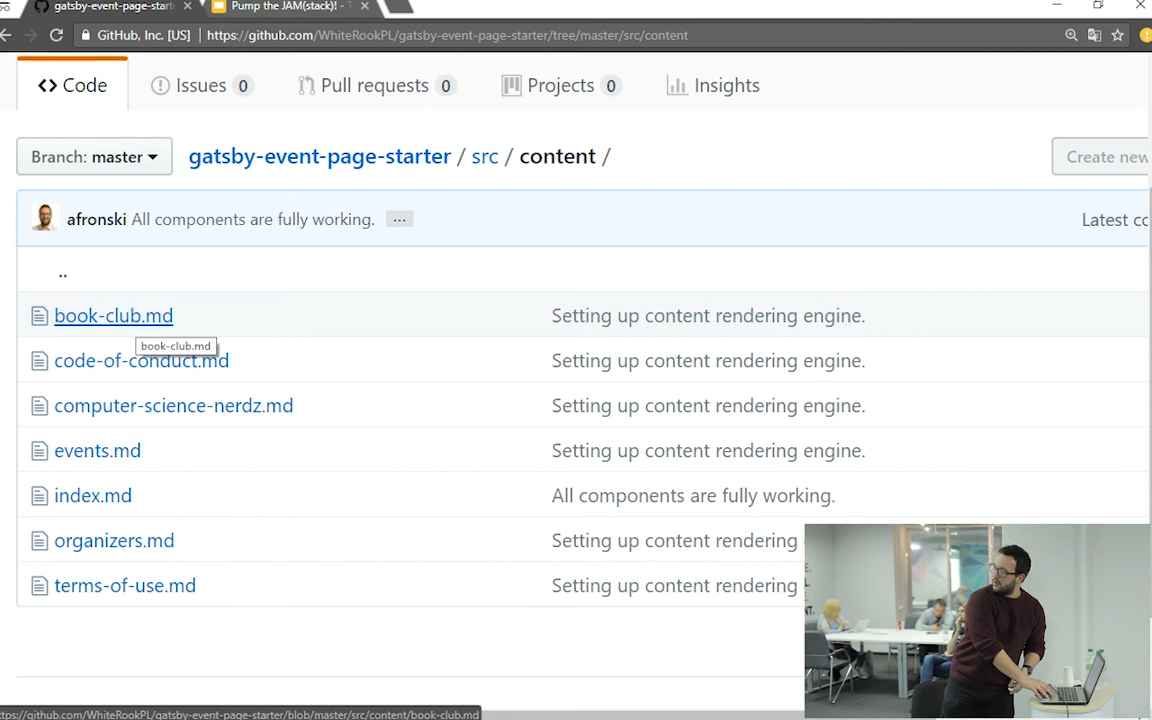 gatsby-event-page-start
Pump the JAM(stack)! - T
GitHub, Inc. [US] | https://github.com/WhiteRookPL/gatsby-event-page-starter/tree/master/src/content
Code Issues 0 Pull requests 0 Projects 0 Insights
Branch: master gatsby-event-page-starter / src / content / Create new
afronski All components are fully working. ... Latest cc
..
book-club.md Setting up content rendering engine.
book-club.md
code-of-conduct.md Setting up content rendering engine.
computer-science-nerdz.md Setting up content rendering engine.
events.md Setting up content rendering engine.
index.md All components are fully working.
organizers.md Setting up content rendering
terms-of-use.md Setting up content rendering
ttps://github.com/WhiteRookPL/gatsby-event-page-starter/blob/master/src/content/book-club.md